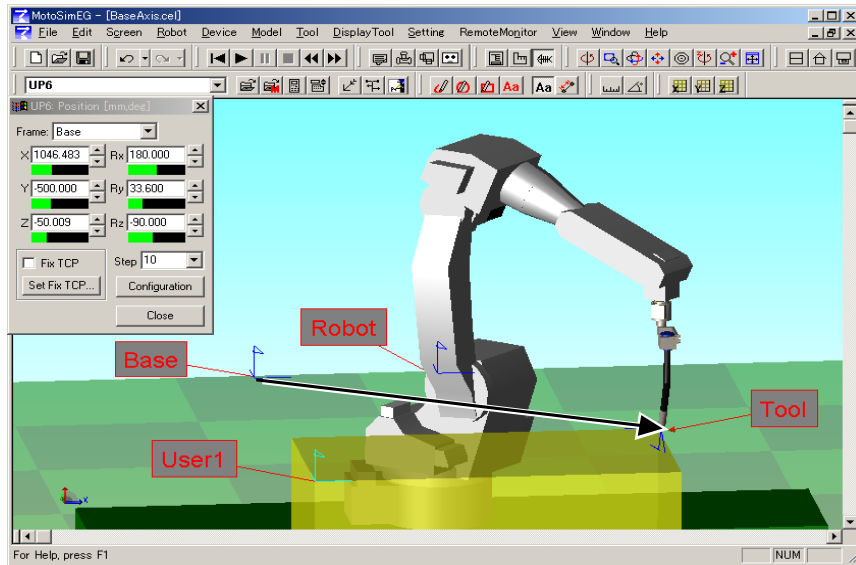 MotoSimEG - [BaseAxis.cel]
File Edit Screen Robot Device Model Tool DisplayTool Setting RemoteMonitor View Window Help
UP6
Aa Aa
UP6: Position [mm,deg]
Frame: Base
X 1046.483 Rx 180.000
Y -500.000 Ry 33.600
Z -50.009 Rz -90.000
Fix TCP Step 10
Set Fix TCP... Configuration
Close
Robot
Base
Tool
User1
x
For Help, press F1 NUM